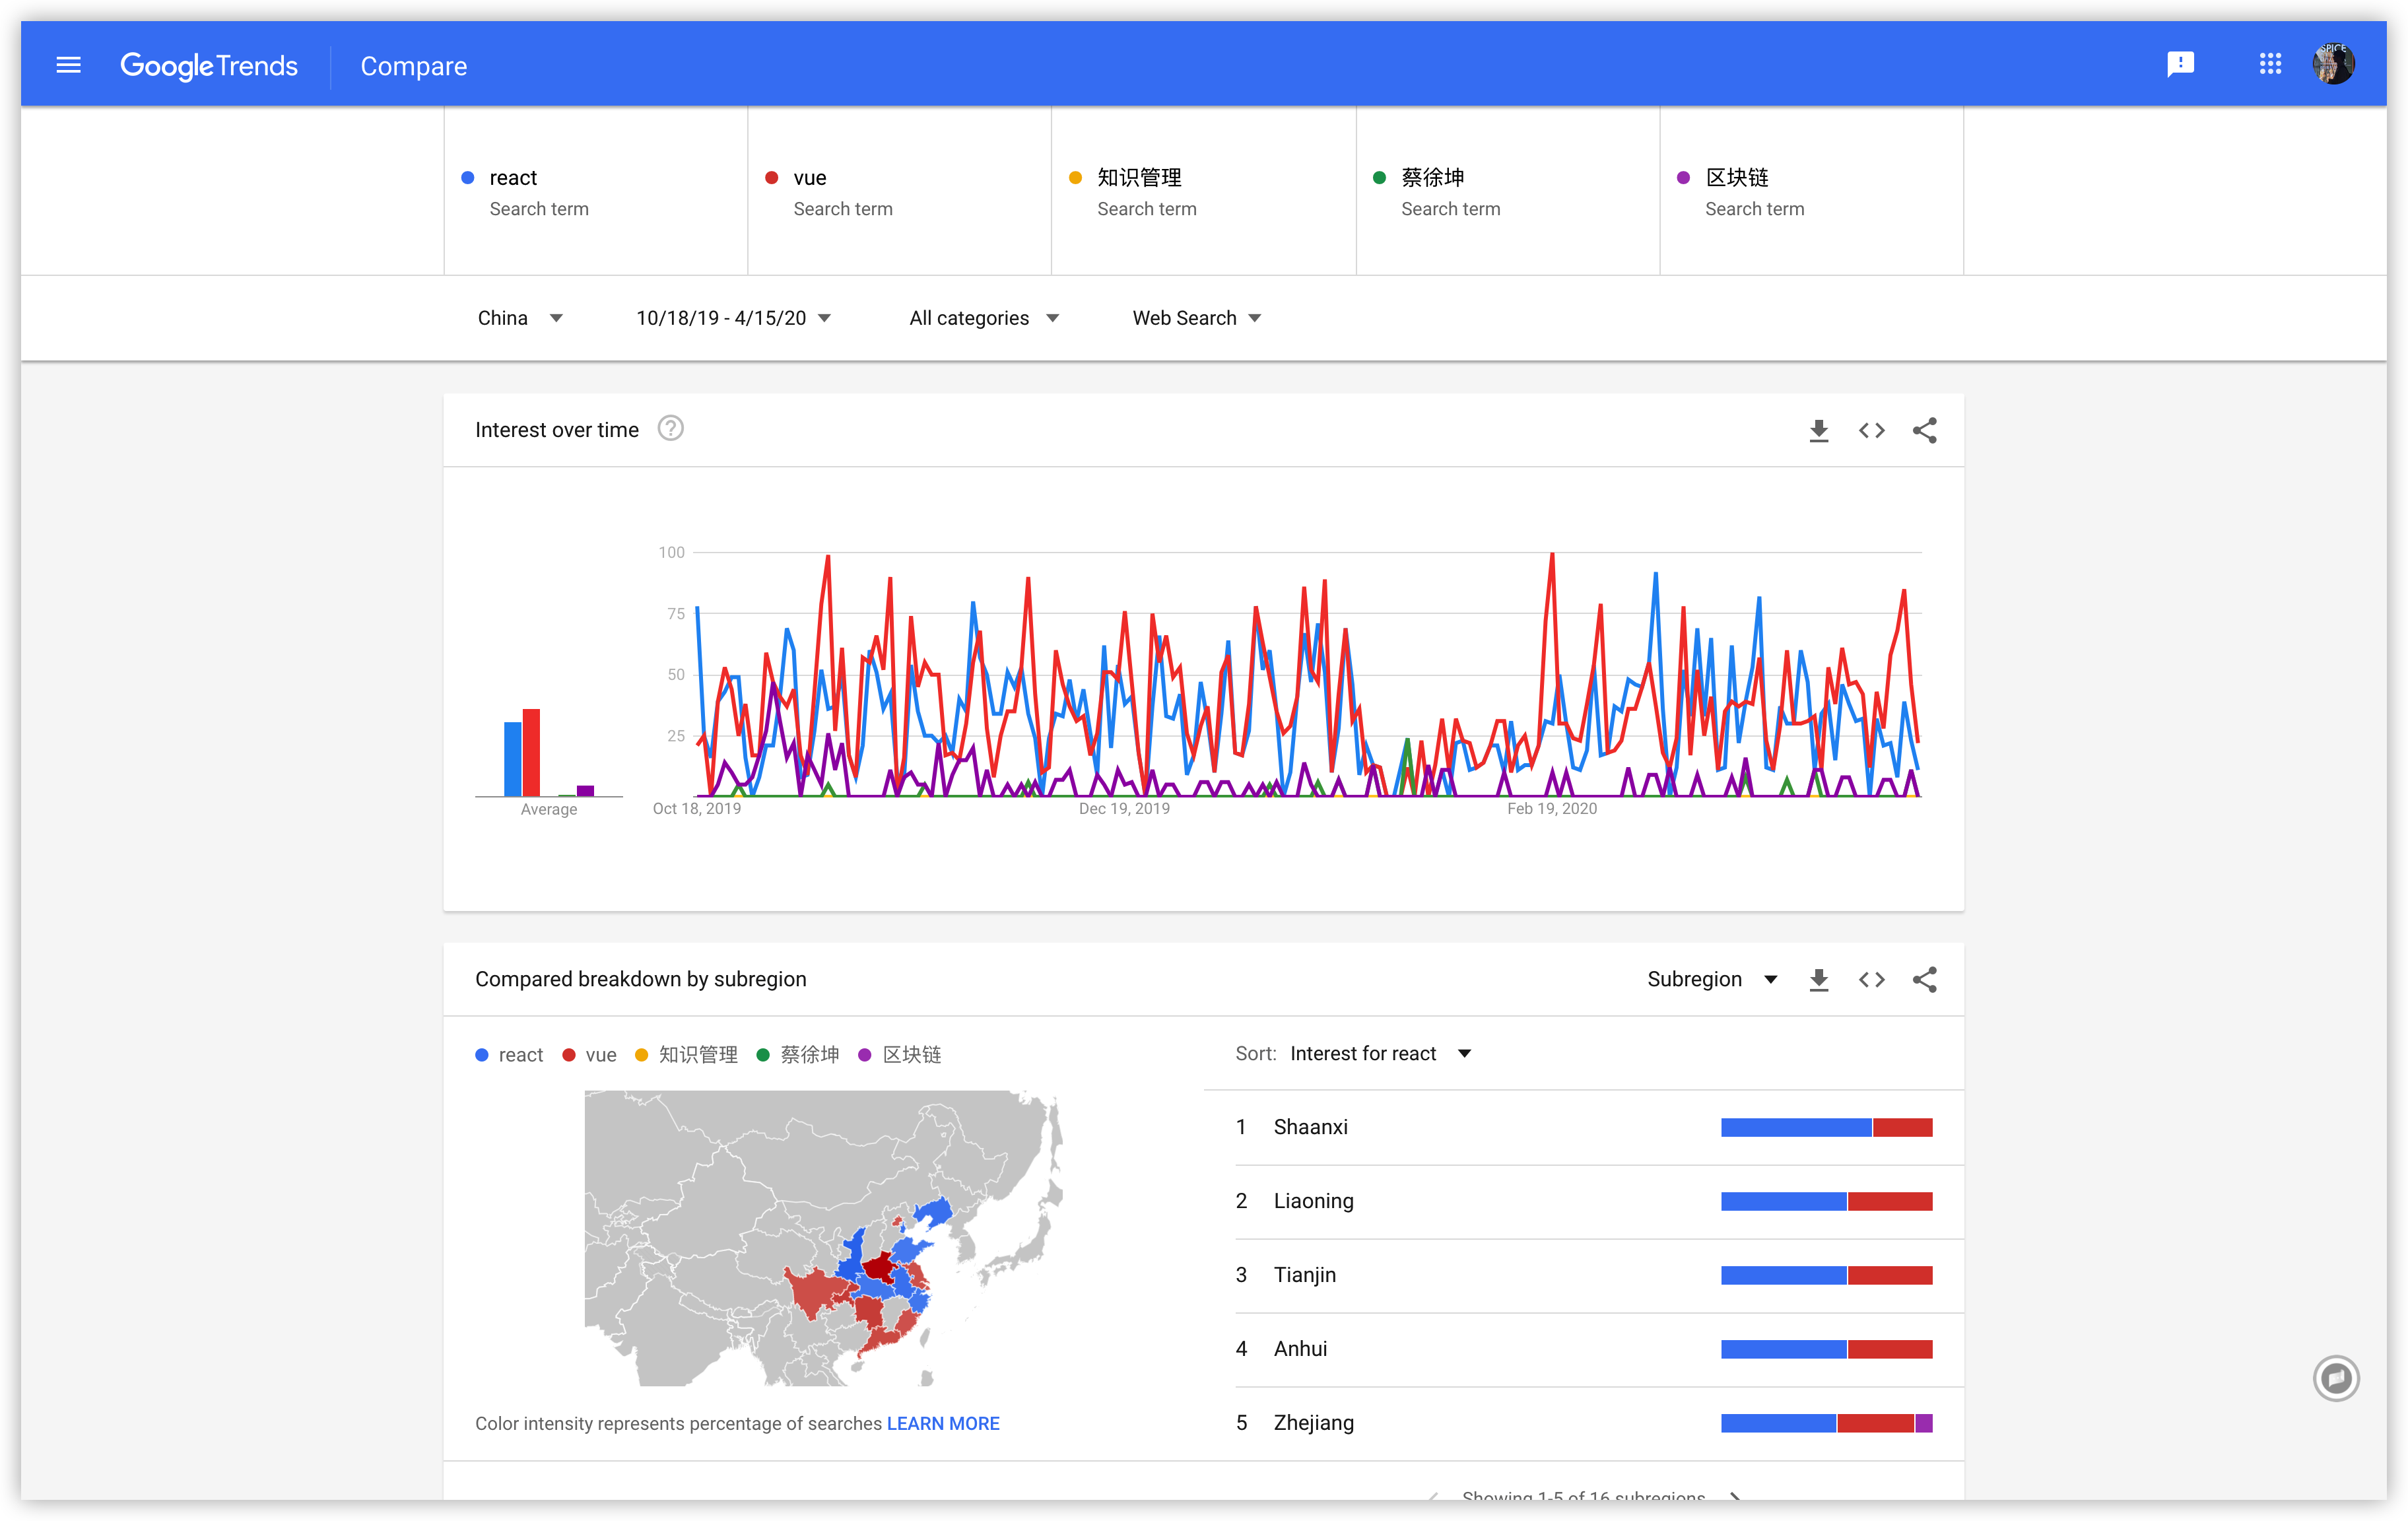 Google Trends Compare
SPICE
react
Search term
vue
Search term
知识管理
Search term
蔡徐坤
Search term
区块链
Search term
China 10/18/19 - 4/15/20 All categories Web Search
Interest over time
100
75
50
25
Average
Oct 18, 2019 Dec 19, 2019 Feb 19, 2020
Compared breakdown by subregion Subregion
react vue 知识管理 蔡徐坤 区块链
Sort: Interest for react
1 Shaanxi
2 Liaoning
3 Tianjin
4 Anhui
5 Zhejiang
Color intensity represents percentage of searches LEARN MORE
Showing 1-5 of 16 subregions